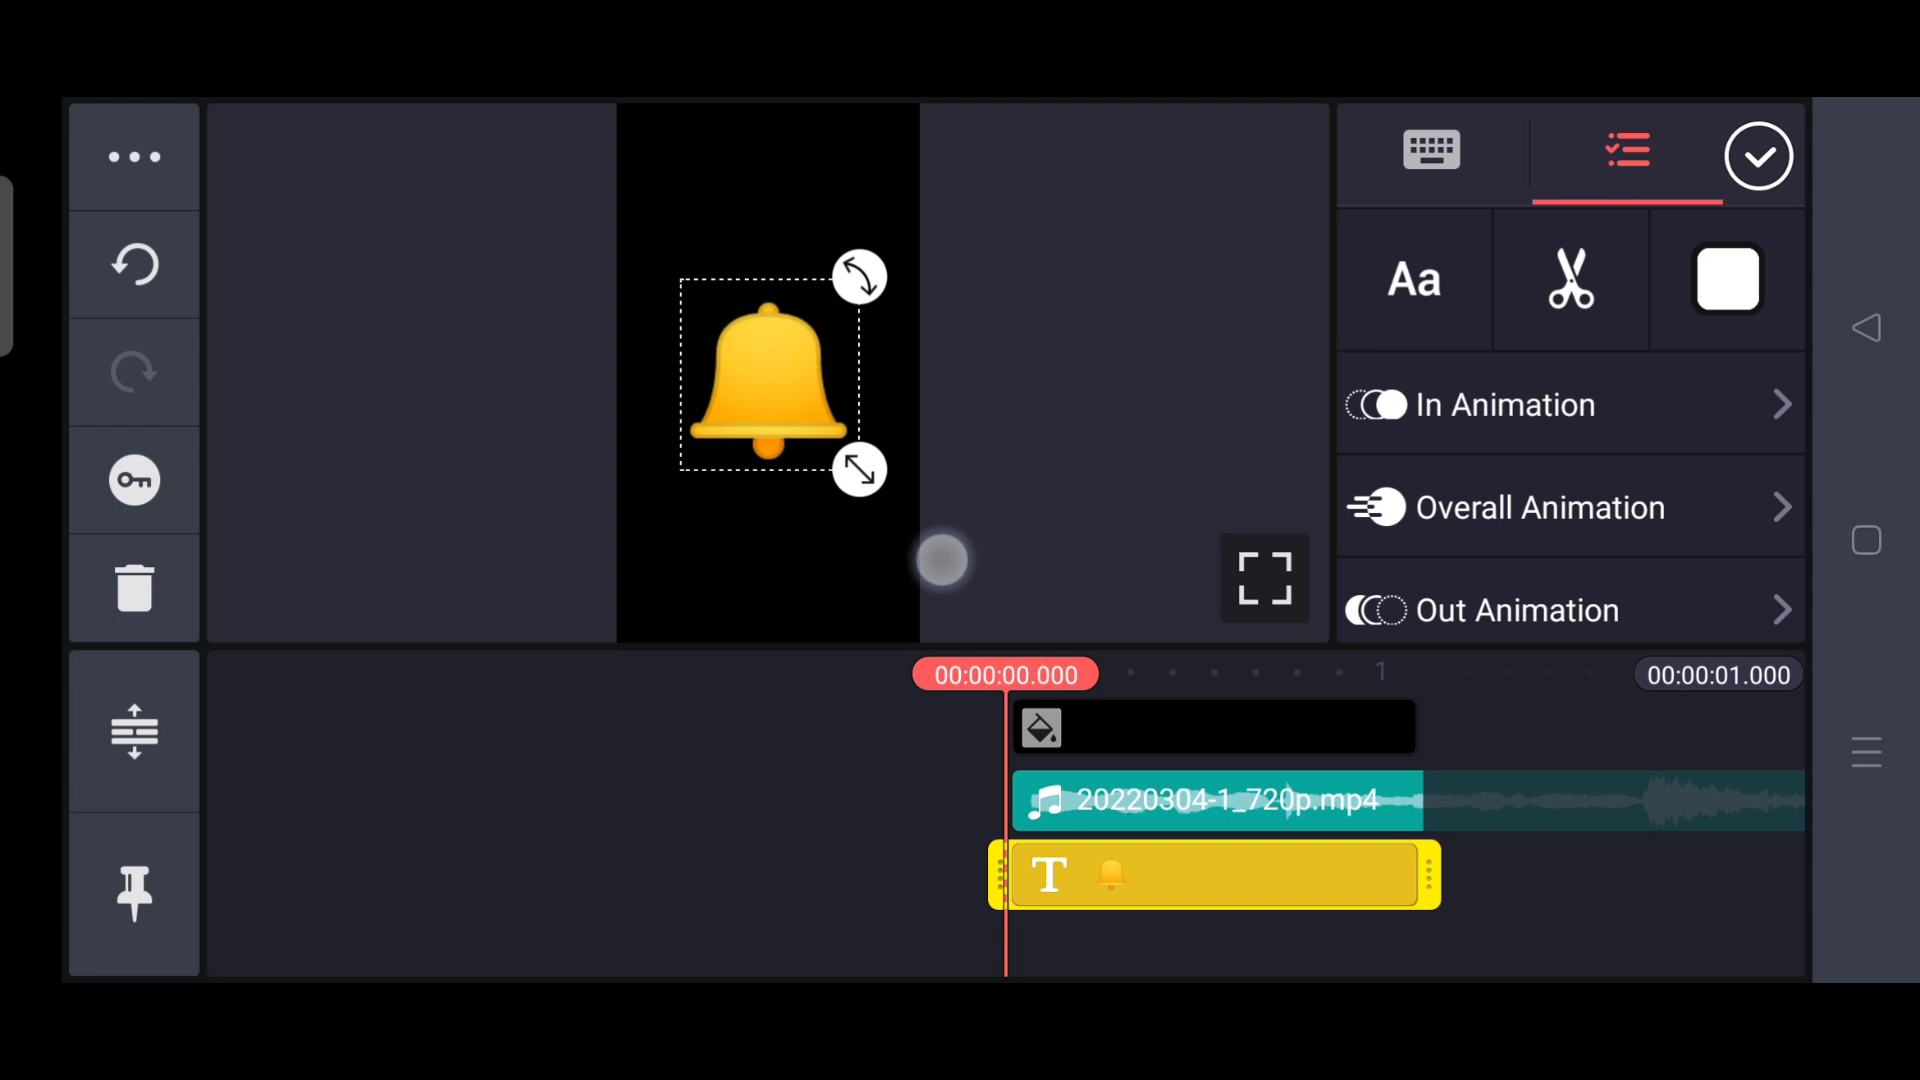 Aa
In Animation
Overall Animation
Out Animation
00:00:00.000
1
00:00:01.000
20220304-1_720p.mp4
T